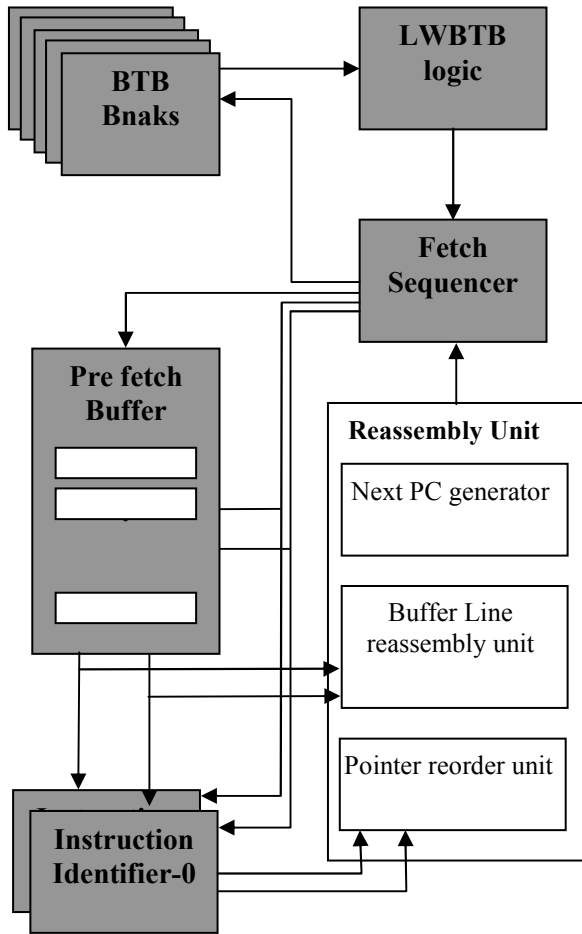 BTB
Bnaks
LWBTB
logic
Fetch
Sequencer
Pre fetch
Buffer
Reassembly Unit
Next PC generator
Buffer Line
reassembly unit
Pointer reorder unit
Instruction
Identifier-0